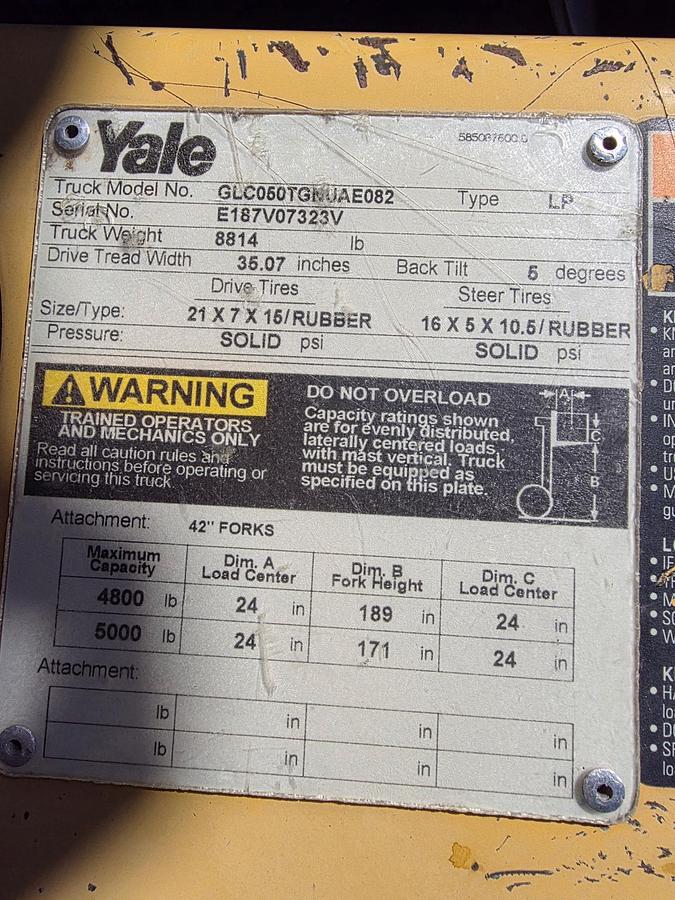 Yale
585087600 0
Truck Model No. GLC050TGNUAE082 Type LP
Serial No. E187V07323V
Truck Weight 8814 lb
Drive Tread Width 35.07 inches Back Tilt 5 degrees
Drive Tires Steer Tires
Size/Type: 21 X 7 X 15/RUBBER 16 X 5 X 10.5/RUBBER
Pressure: SOLID psi SOLID psi
WARNING
TRAINED OPERATORS
AND MECHANICS ONLY
Read all caution rules and
instructions before operating or
servicing this truck.
DO NOT OVERLOAD
Capacity ratings shown
are for evenly distributed,
laterally centered loads,
with mast vertical. Truck
must be equipped as
specified on this plate.
A
C
B
Attachment: 42" FORKS
Maximum Capacity Dim. A Load Center Dim. B Fork Height Dim. C Load Center
4800 lb 24 in 189 in 24 in
5000 lb 24 in 171 in 24 in
Attachment:
lb in in in
lb in in in